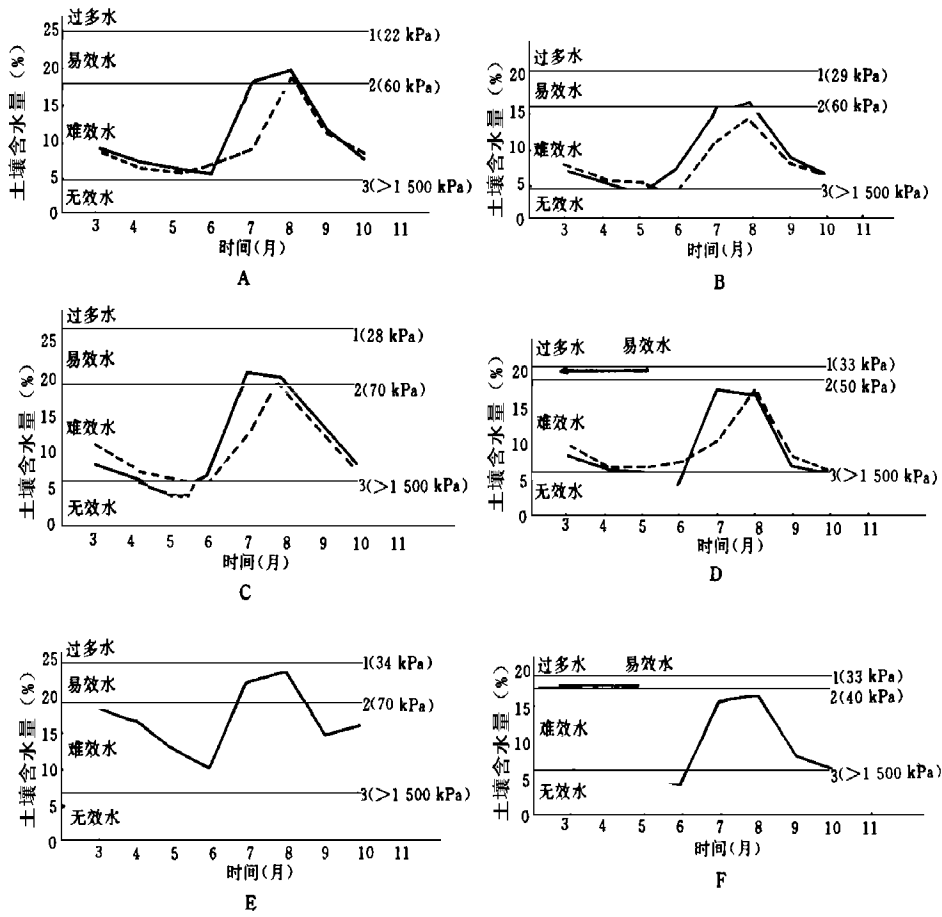 过多水
1(22 kPa)
易效水
2(60 kPa)
难效水
3(>1 500 kPa)
无效水
土壤含水量 (%)
25
20
15
10
5
0
3 4 5 6 7 8 9 10 11
时间(月)
A
过多水
1(29 kPa)
易效水
2(60 kPa)
难效水
3(>1 500 kPa)
无效水
土壤含水量 (%)
20
15
10
5
0
3 4 5 6 7 8 9 10 11
时间(月)
B
过多水
1(28 kPa)
易效水
2(70 kPa)
难效水
3(>1 500 kPa)
无效水
土壤含水量 (%)
25
20
15
10
5
0
3 4 5 6 7 8 9 10 11
时间(月)
C
过多水 易效水
1(33 kPa)
2(50 kPa)
难效水
3(>1 500 kPa)
无效水
土壤含水量 (%)
20
15
10
5
0
3 4 5 6 7 8 9 10 11
时间(月)
D
过多水
1(34 kPa)
易效水
2(70 kPa)
难效水
3(>1 500 kPa)
无效水
土壤含水量 (%)
25
20
15
10
5
0
3 4 5 6 7 8 9 10 11
时间(月)
E
过多水 易效水
1(33 kPa)
2(40 kPa)
难效水
3(>1 500 kPa)
无效水
土壤含水量 (%)
20
15
10
5
0
3 4 5 6 7 8 9 10 11
时间(月)
F